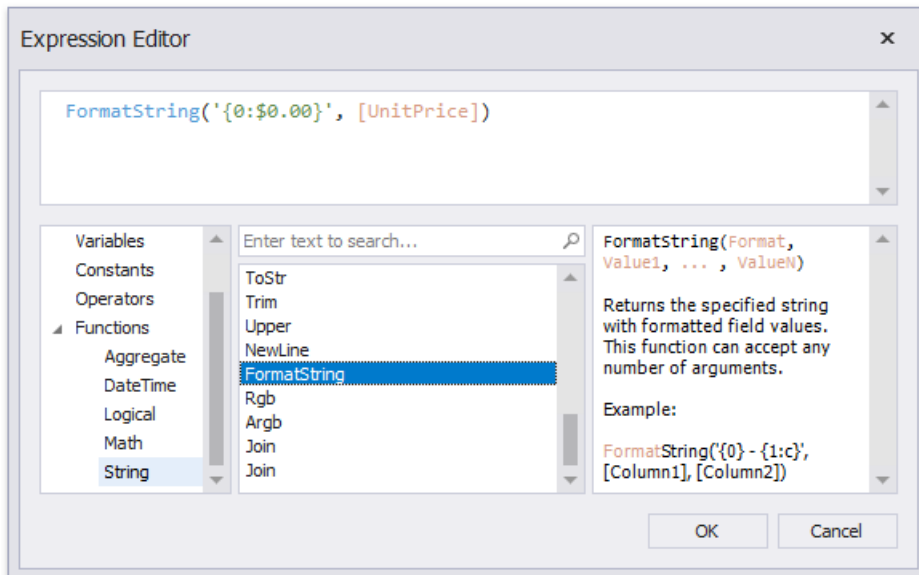 Expression Editor
FormatString('{0:$0.00}', [UnitPrice])
Variables
Constants
Operators
Functions
Aggregate
DateTime
Logical
Math
String
Enter text to search...
ToStr
Trim
Upper
NewLine
FormatString
Rgb
Argb
Join
Join
FormatString(Format,
Value1, ... , ValueN)
Returns the specified string
with formatted field values.
This function can accept any
number of arguments.
Example:
FormatString('{0} - {1:c}',
[Column1], [Column2])
OK
Cancel